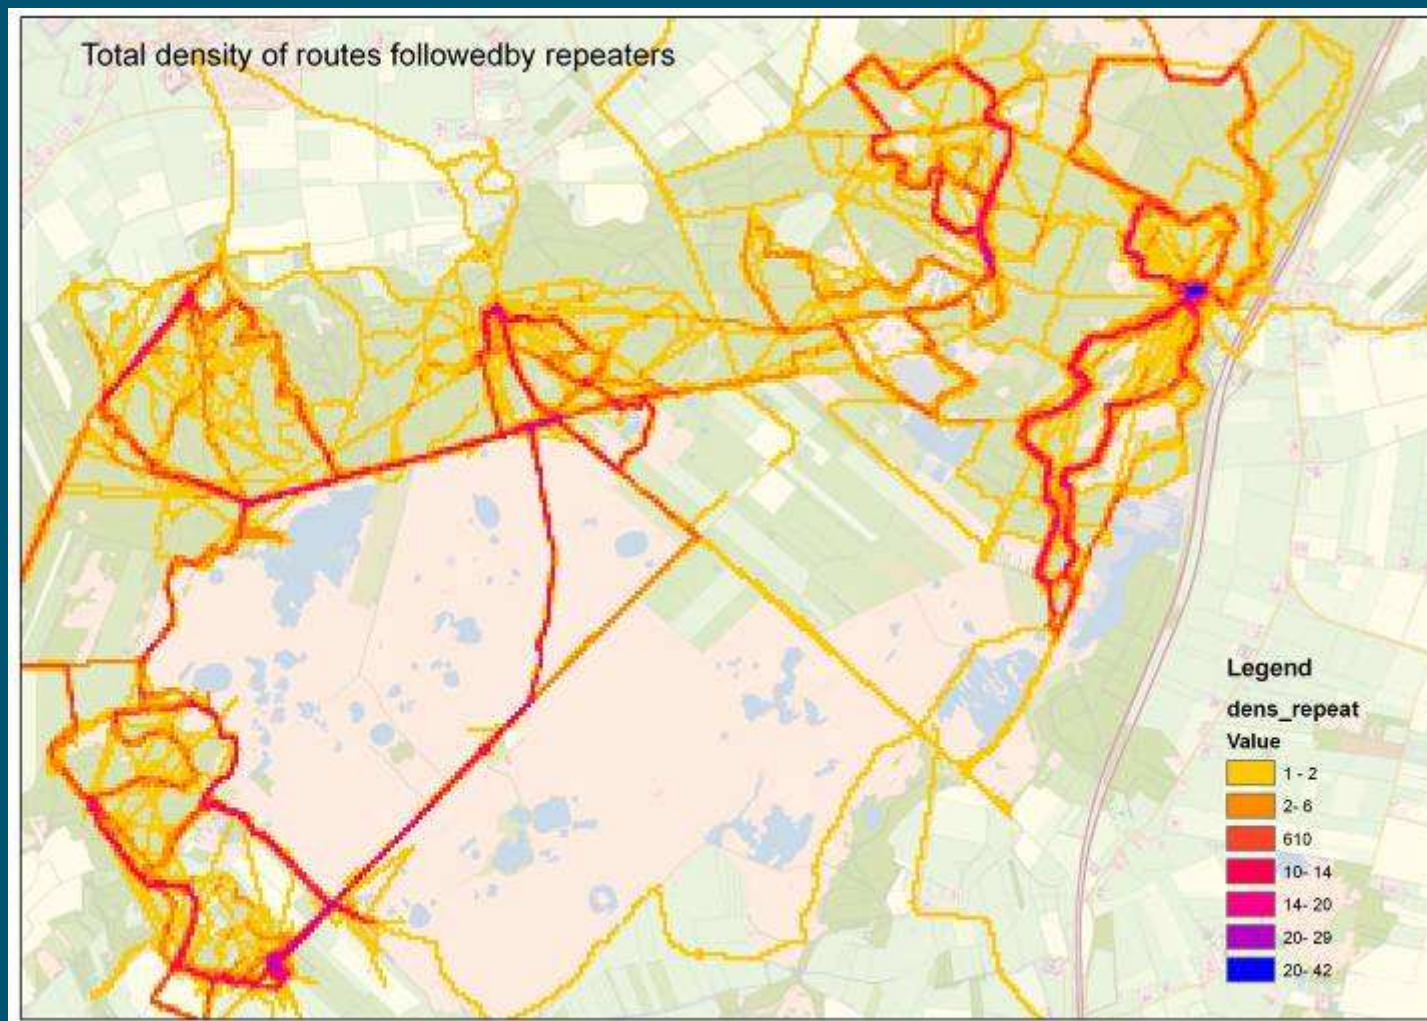 Total density of routes followedby repeaters
Legend
dens_repeat
Value
1 - 2
2- 6
610
10- 14
14- 20
20- 29
20- 42